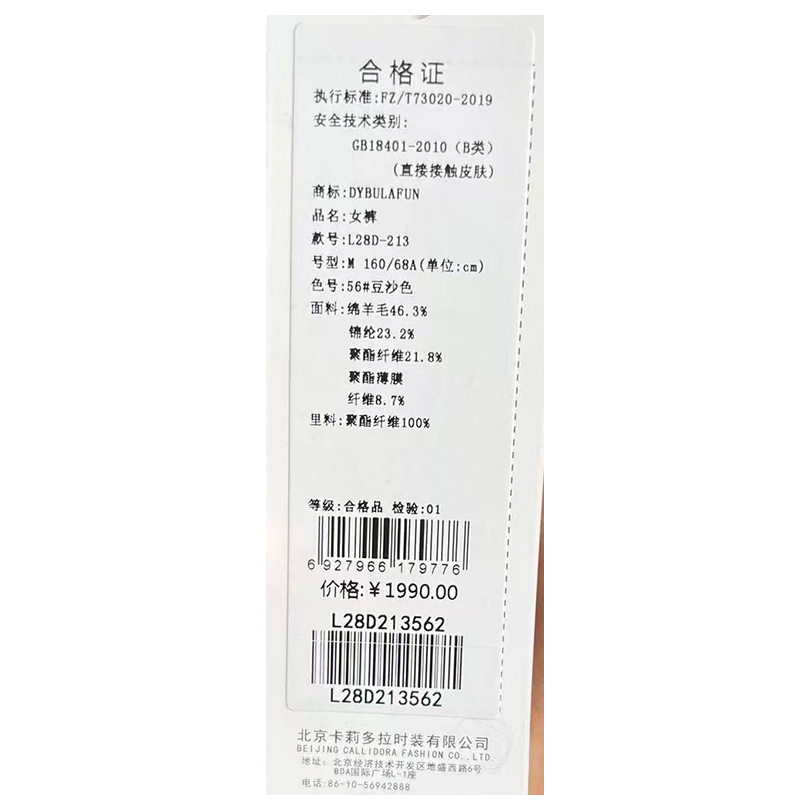 合格证
执行标准:FZ/T73020-2019
安全技术类别:
GB18401-2010（B类）
(直接接触皮肤)
商标:DYBULAFUN
品名:女裤
款号:L28D-213
号型:M 160/68A(单位:cm)
色号:56#豆沙色
面料:绵羊毛46.3%
锦纶23.2%
聚酯纤维21.8%
聚酯薄膜
纤维8.7%
里料:聚酯纤维100%
等级:合格品 检验:01
6 927966 179776
价格:￥1990.00
L28D213562
L28D213562
北京卡莉多拉时装有限公司
BEIJING CALLIDORA FASHION CO.,LTD
地址: 北京经济技术开发区地盛西路6号
BDA国际广场L-1座
电话:86-10-56942888